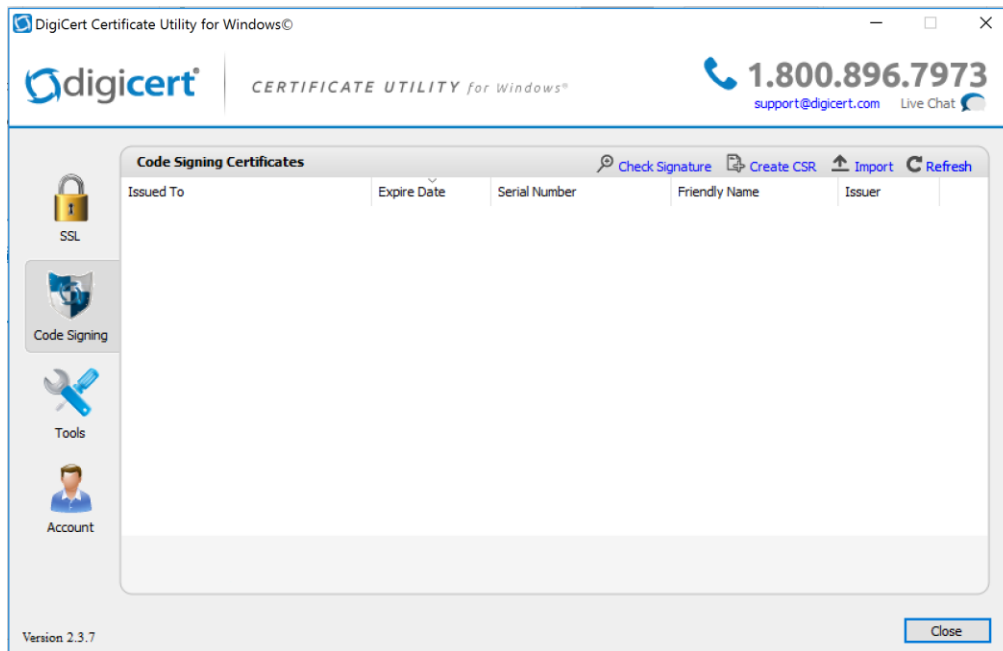 DigiCert Certificate Utility for Windows©
digicert®
CERTIFICATE UTILITY for Windows®
1.800.896.7973
support@digicert.com Live Chat
Code Signing Certificates
Check Signature Create CSR Import Refresh
Issued To Expire Date Serial Number Friendly Name Issuer
SSL
Code Signing
Tools
Account
Version 2.3.7
Close